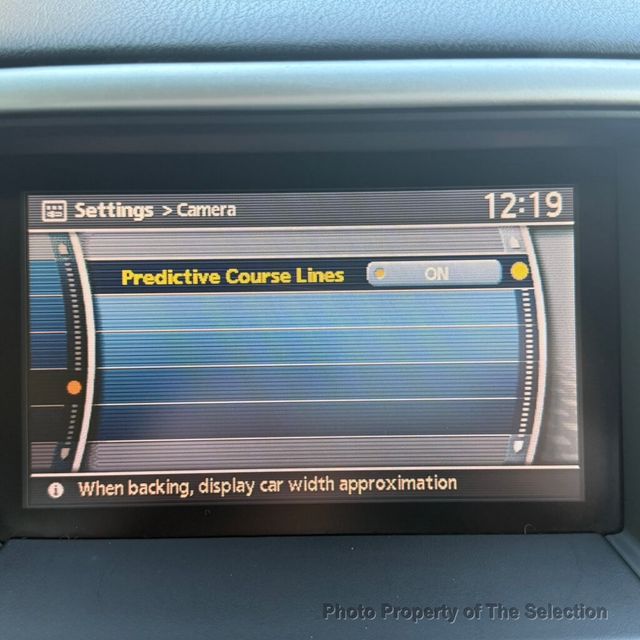 Settings > Camera
12:19
Predictive Course Lines
ON
When backing, display car width approximation
Photo Property of The Selection